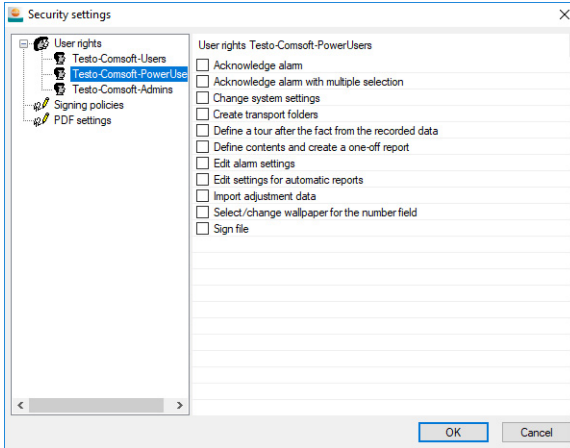 Security settings
User rights
Testo-Comsoft-Users
Testo-Comsoft-PowerUse
Testo-Comsoft-Admins
Signing policies
PDF settings
User rights Testo-Comsoft-PowerUsers
Acknowledge alarm
Acknowledge alarm with multiple selection
Change system settings
Create transport folders
Define a tour after the fact from the recorded data
Define contents and create a one-off report
Edit alarm settings
Edit settings for automatic reports
Import adjustment data
Select/change wallpaper for the number field
Sign file
OK
Cancel